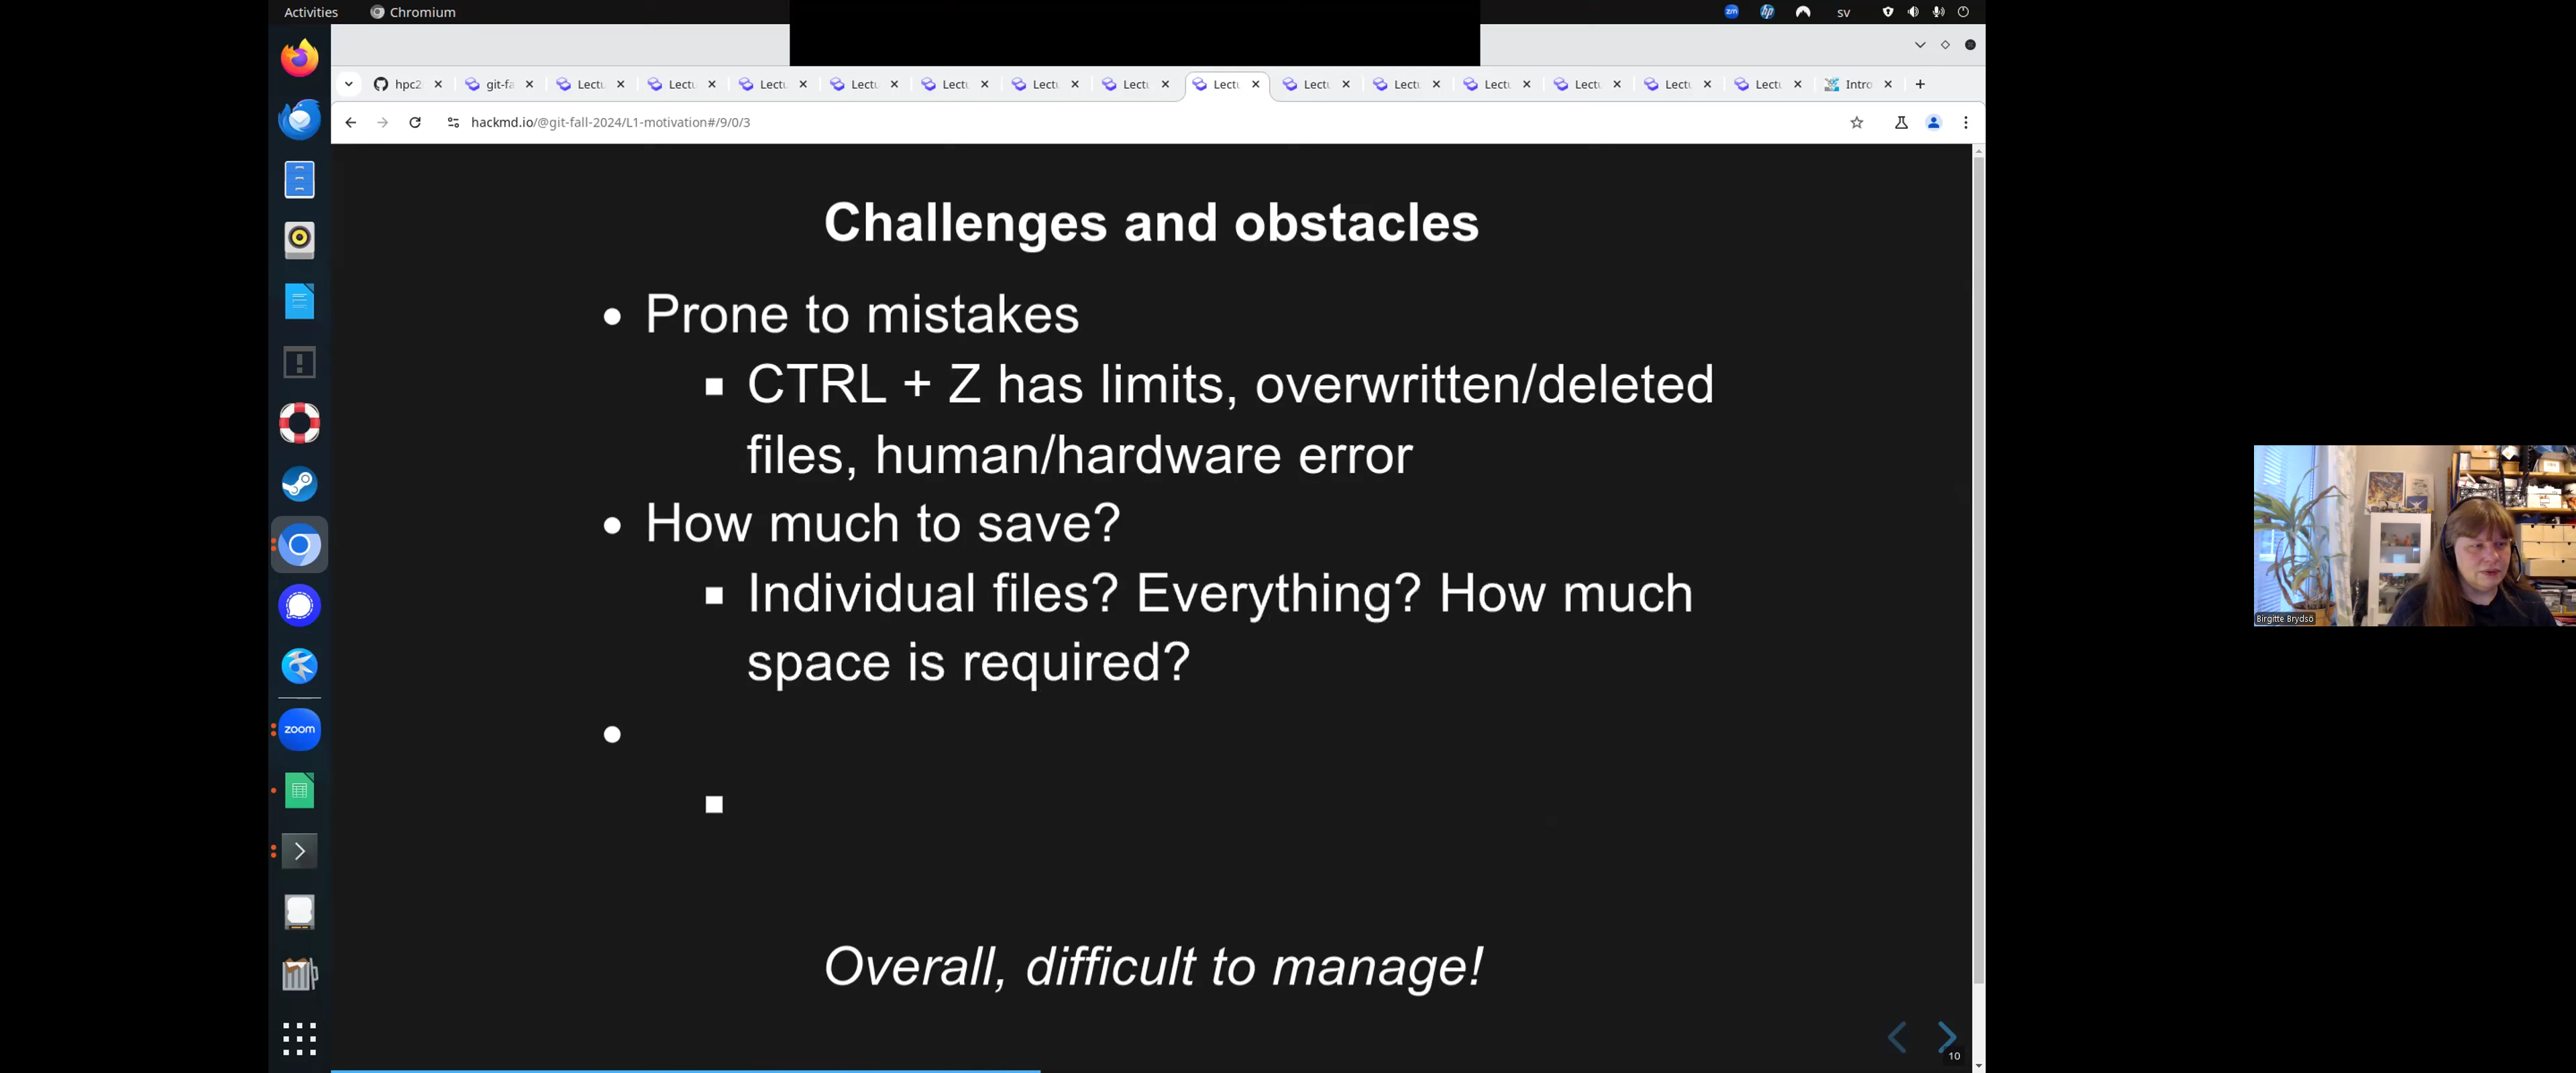 Activities
Chromium
zm
hp
sv
hpc2
git-fa
Lectu
Lectu
Lectu
Lectu
Lectu
Lectu
Lectu
Lectu
Lectu
Lectu
Lectu
Lectu
Lectu
Lectu
Intro
hackmd.io/@git-fall-2024/L1-motivation#/9/0/3
Challenges and obstacles
Prone to mistakes
CTRL + Z has limits, overwritten/deleted
files, human/hardware error
How much to save?
Individual files? Everything? How much
space is required?
Overall, difficult to manage!
10
zoom
Birgitte Brydsö